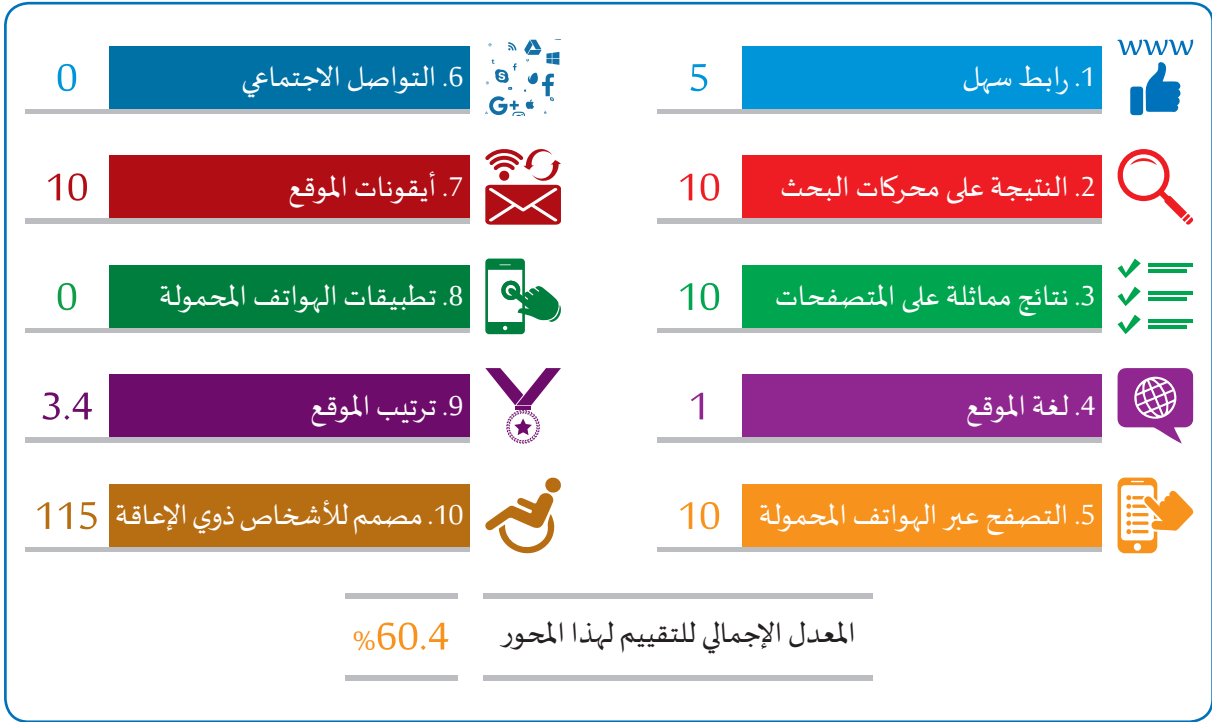 www
1. رابط سهل
5
2. النتيجة على محركات البحث
10
3. نتائج مماثلة على المتصفحات
10
4. لغة الموقع
1
5. التصفح عبر الهواتف المحمولة
10
6. التواصل الاجتماعي
0
7. أيقونات الموقع
10
8. تطبيقات الهواتف المحمولة
0
9. ترتيب الموقع
3.4
10. مصمم للأشخاص ذوي الإعاقة
115
المعدل الإجمالي للتقييم لهذا المحور
%60.4